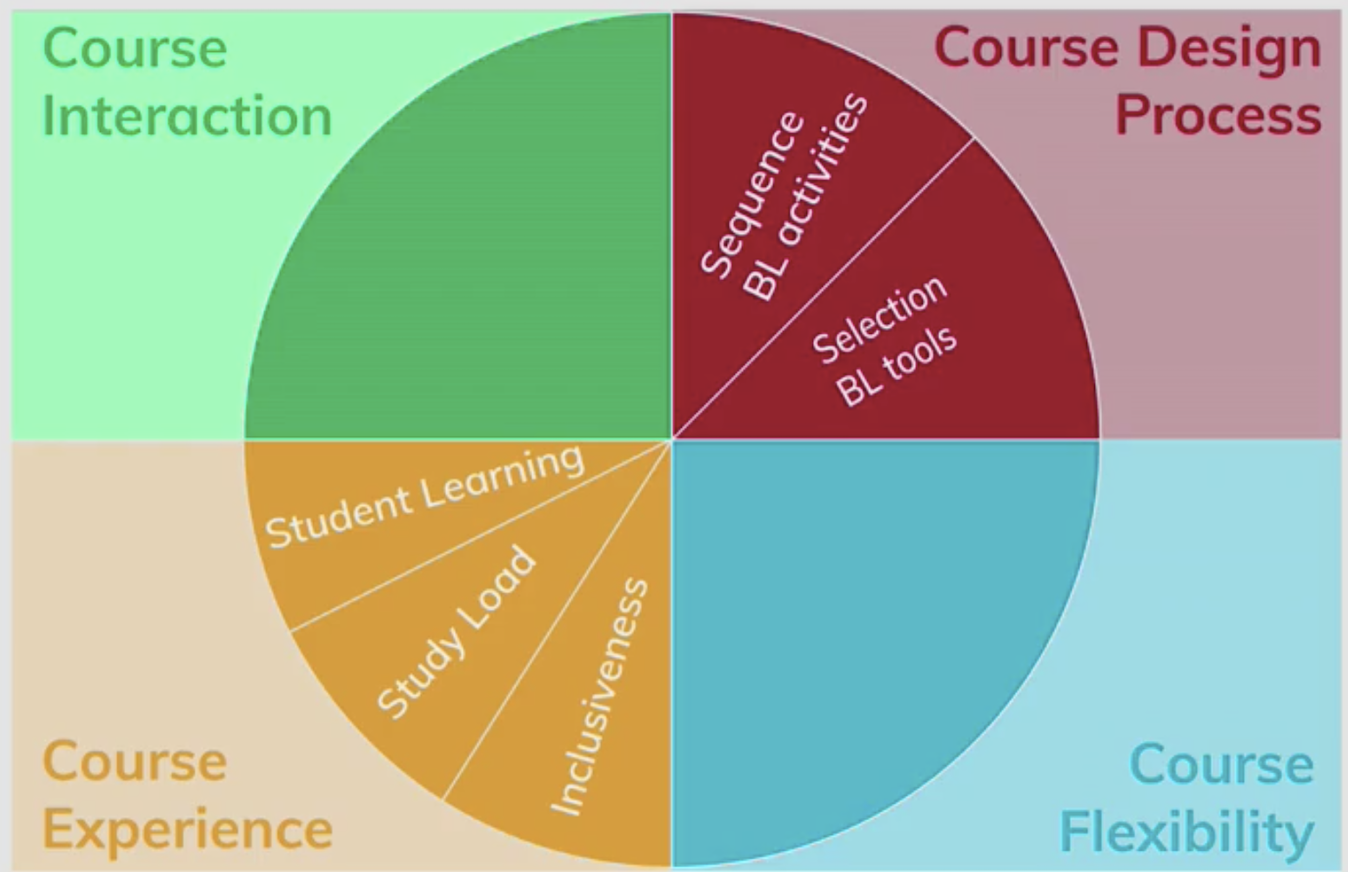 Course
Interaction
Course Design
Process
Sequence
BL activities
Selection
BL tools
Student Learning
Study Load
Inclusiveness
Course
Experience
Course
Flexibility